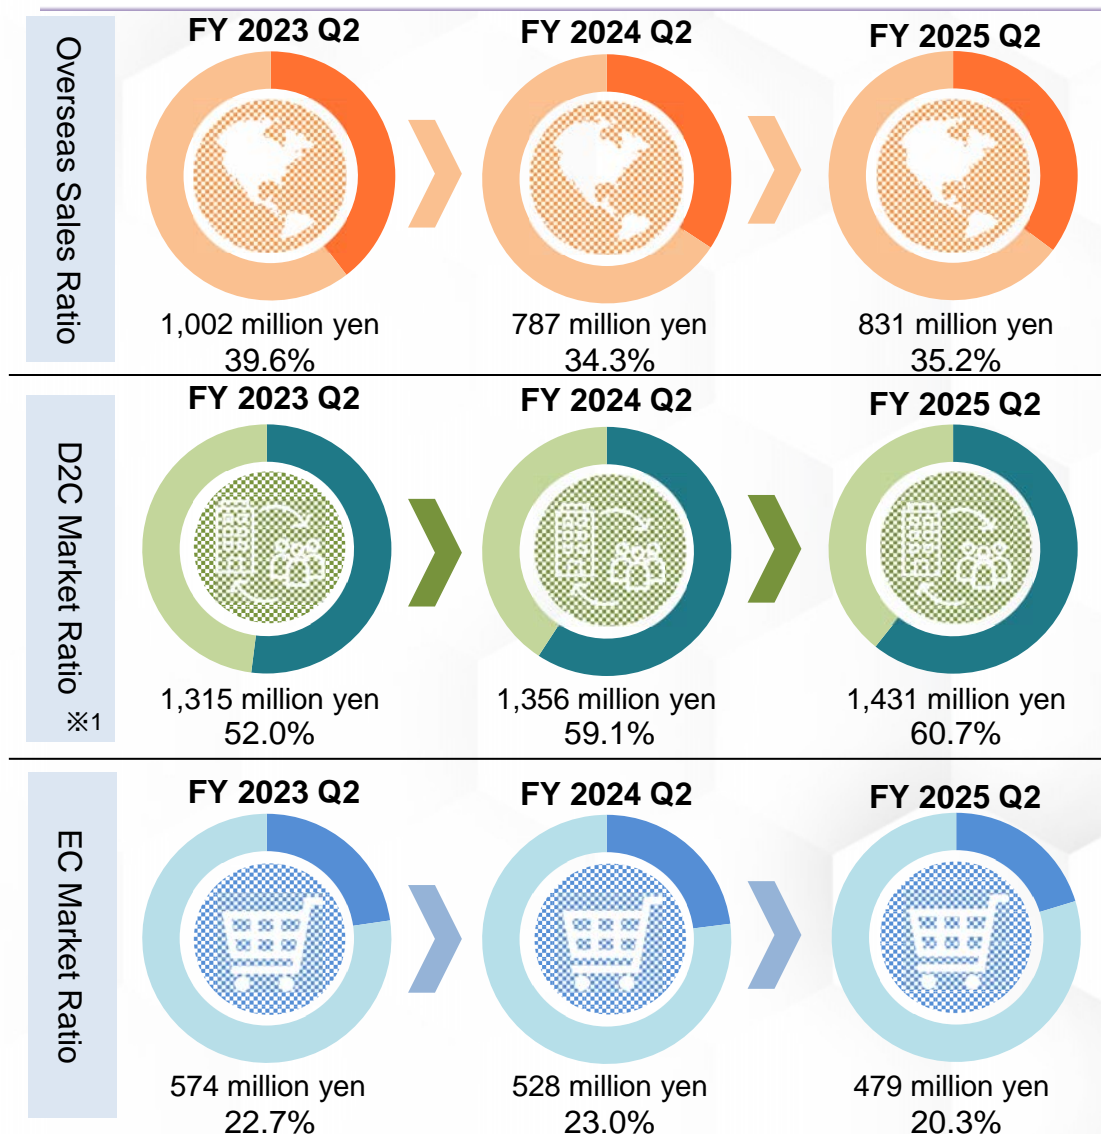 Overseas Sales Ratio
FY 2023 Q2
FY 2024 Q2
FY 2025 Q2
1,002 million yen
39.6%
787 million yen
34.3%
831 million yen
35.2%
D2C Market Ratio
※1
FY 2023 Q2
FY 2024 Q2
FY 2025 Q2
1,315 million yen
52.0%
1,356 million yen
59.1%
1,431 million yen
60.7%
EC Market Ratio
FY 2023 Q2
FY 2024 Q2
FY 2025 Q2
574 million yen
22.7%
528 million yen
23.0%
479 million yen
20.3%